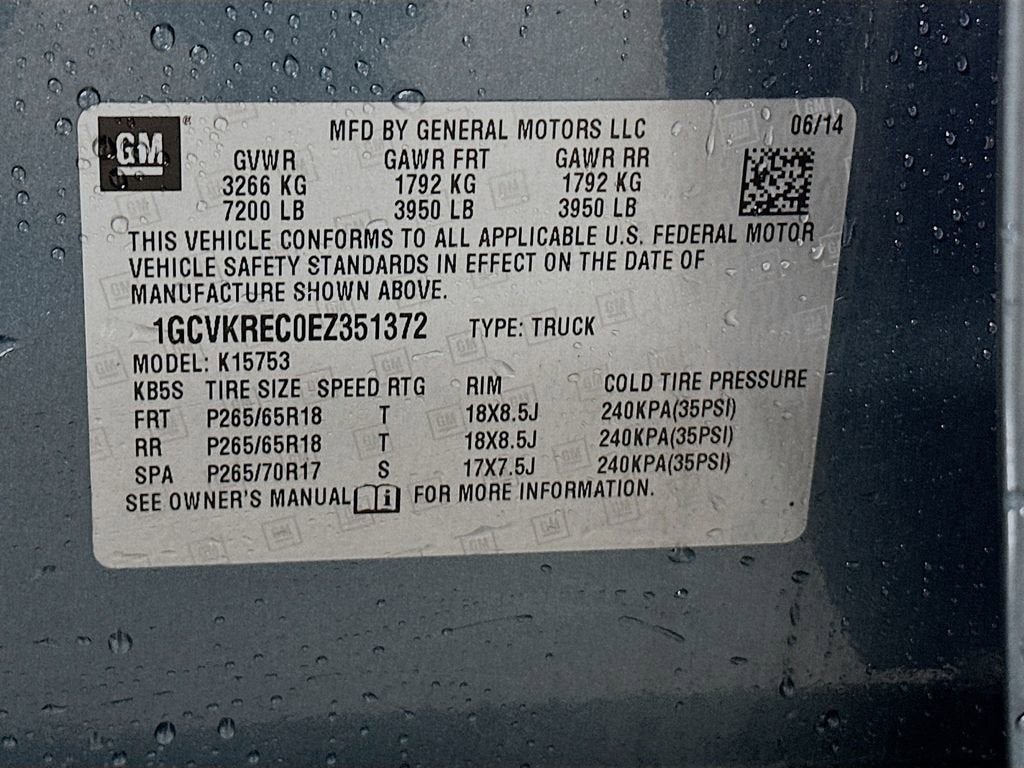 GM®
MFD BY GENERAL MOTORS LLC 06/14
GVWR GAWR FRT GAWR RR
3266 KG 1792 KG 1792 KG
7200 LB 3950 LB 3950 LB
THIS VEHICLE CONFORMS TO ALL APPLICABLE U.S. FEDERAL MOTOR
VEHICLE SAFETY STANDARDS IN EFFECT ON THE DATE OF
MANUFACTURE SHOWN ABOVE.
1GCVKREC0EZ351372 TYPE: TRUCK
MODEL: K15753
KB5S TIRE SIZE SPEED RTG RIM COLD TIRE PRESSURE
FRT P265/65R18 T 18X8.5J 240KPA(35PSI)
RR P265/65R18 T 18X8.5J 240KPA(35PSI)
SPA P265/70R17 S 17X7.5J 240KPA(35PSI)
SEE OWNER'S MANUAL i FOR MORE INFORMATION.